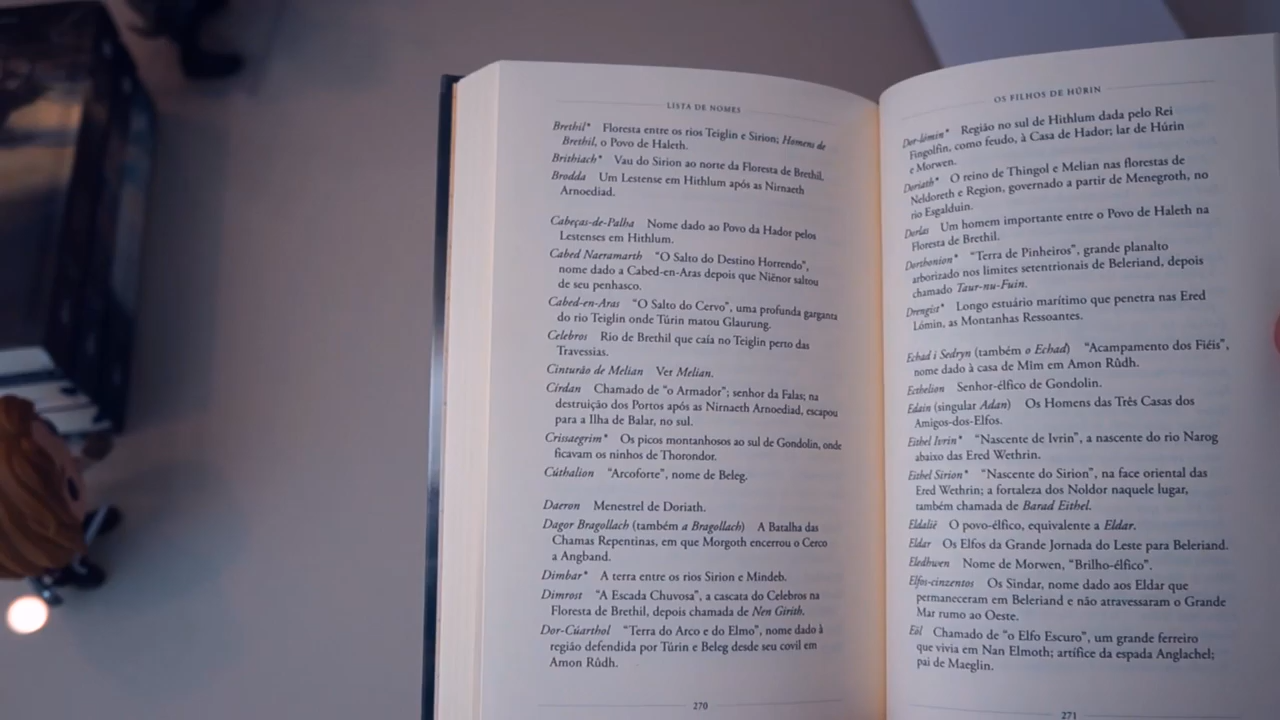 LISTA DE NOMES
Brethil* Floresta entre os rios Teiglin e Sirion; Homens de
Brethil, o Povo de Haleth.
Brithiach* Vau do Sirion ao norte da Floresta de Brethil.
Brodda Um Lestense em Hithlum após as Nirnaeth
Arnoediad.
Cabeças-de-Palha Nome dado ao Povo da Hador pelos
Lestenses em Hithlum.
Cabed Naeramarth “O Salto do Destino Horrendo”,
nome dado a Cabed-en-Aras depois que Niënor saltou
de seu penhasco.
Cabed-en-Aras “O Salto do Cervo”, uma profunda garganta
do rio Teiglin onde Túrin matou Glaurung.
Celebros Rio de Brethil que caía no Teiglin perto das
Travessias.
Cinturão de Melian Ver Melian.
Círdan Chamado de “o Armador”; senhor da Falas; na
destruição dos Portos após as Nirnaeth Arnoediad, escapou
para a Ilha de Balar, no sul.
Crissaegrim* Os picos montanhosos ao sul de Gondolin, onde
ficavam os ninhos de Thorondor.
Cúthalion “Arcoforte”, nome de Beleg.
Daeron Menestrel de Doriath.
Dagor Bragollach (também a Bragollach) A Batalha das
Chamas Repentinas, em que Morgoth encerrou o Cerco
a Angband.
Dimbar* A terra entre os rios Sirion e Mindeb.
Dimrost “A Escada Chuvosa”, a cascata do Celebros na
Floresta de Brethil, depois chamada de Nen Girith.
Dor-Cúarthol “Terra do Arco e do Elmo”, nome dado à
região defendida por Túrin e Beleg desde seu covil em
Amon Rûdh.
270
OS FILHOS DE HÚRIN
Dor-lómin* Região no sul de Hithlum dada pelo Rei
Fingolfin, como feudo, à Casa de Hador; lar de Húrin
e Morwen.
Doriath* O reino de Thingol e Melian nas florestas de
Neldoreth e Region, governado a partir de Menegroth, no
rio Esgalduin.
Dorlas Um homem importante entre o Povo de Haleth na
Floresta de Brethil.
Dorthonion* “Terra de Pinheiros”, grande planalto
arborizado nos limites setentrionais de Beleriand, depois
chamado Taur-nu-Fuin.
Drengist* Longo estuário marítimo que penetra nas Ered
Lómin, as Montanhas Ressoantes.
Echad i Sedryn (também o Echad) “Acampamento dos Fiéis”,
nome dado à casa de Mîm em Amon Rûdh.
Ecthelion Senhor-élfico de Gondolin.
Edain (singular Adan) Os Homens das Três Casas dos
Amigos-dos-Elfos.
Eithel Ivrin* “Nascente de Ivrin”, a nascente do rio Narog
abaixo das Ered Wethrin.
Eithel Sirion* “Nascente do Sirion”, na face oriental das
Ered Wethrin; a fortaleza dos Noldor naquele lugar,
também chamada de Barad Eithel.
Eldalië O povo-élfico, equivalente a Eldar.
Eldar Os Elfos da Grande Jornada do Leste para Beleriand.
Eledhwen Nome de Morwen, “Brilho-élfico”.
Elfos-cinzentos Os Sindar, nome dado aos Eldar que
permaneceram em Beleriand e não atravessaram o Grande
Mar rumo ao Oeste.
Eöl Chamado de “o Elfo Escuro”, um grande ferreiro
que vivia em Nan Elmoth; artífice da espada Anglachel;
pai de Maeglin.
271